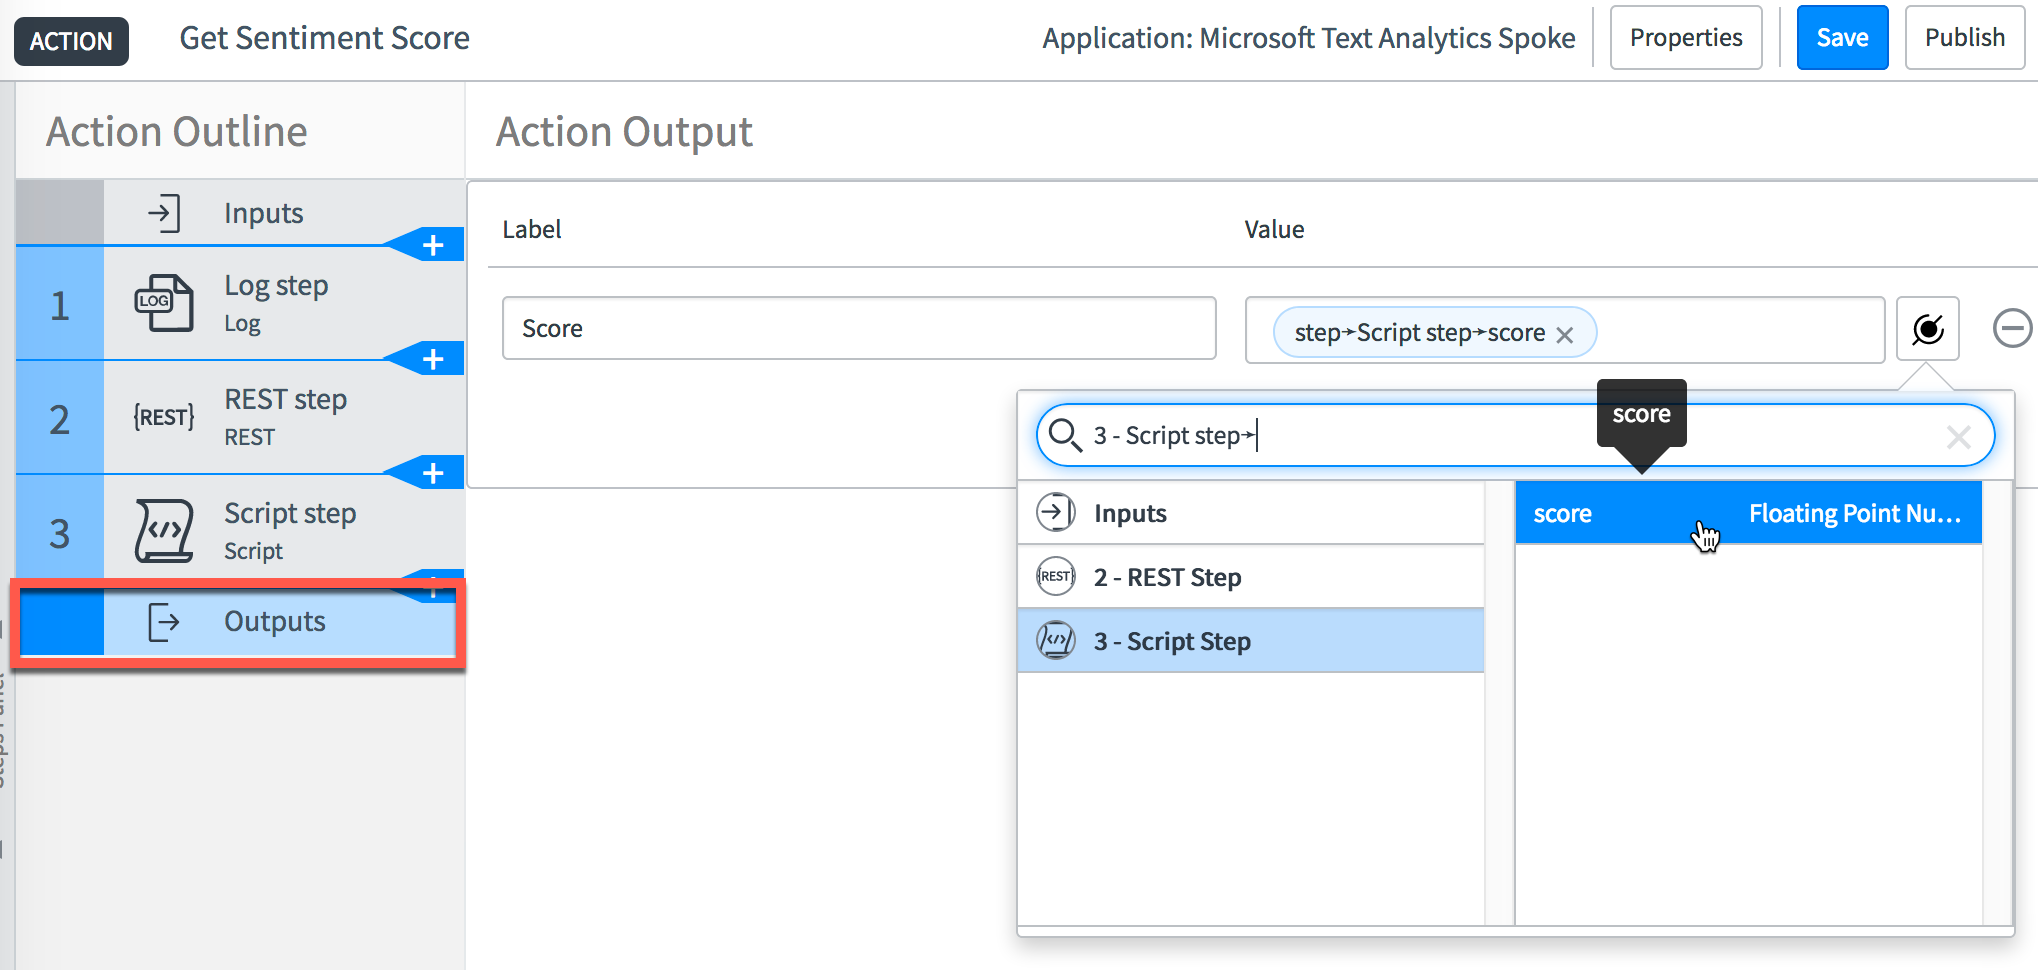 ACTION
Get Sentiment Score
Application: Microsoft Text Analytics Spoke
Properties
Save
Publish
Action Outline
Inputs
1
Log step
Log
LOG
2
REST step
REST
{REST}
3
Script step
Script
Outputs
Action Output
Label
Value
Score
step→Script step→score
score
3 - Script step→
Inputs
2 - REST Step
REST
3 - Script Step
score
Floating Point Nu...